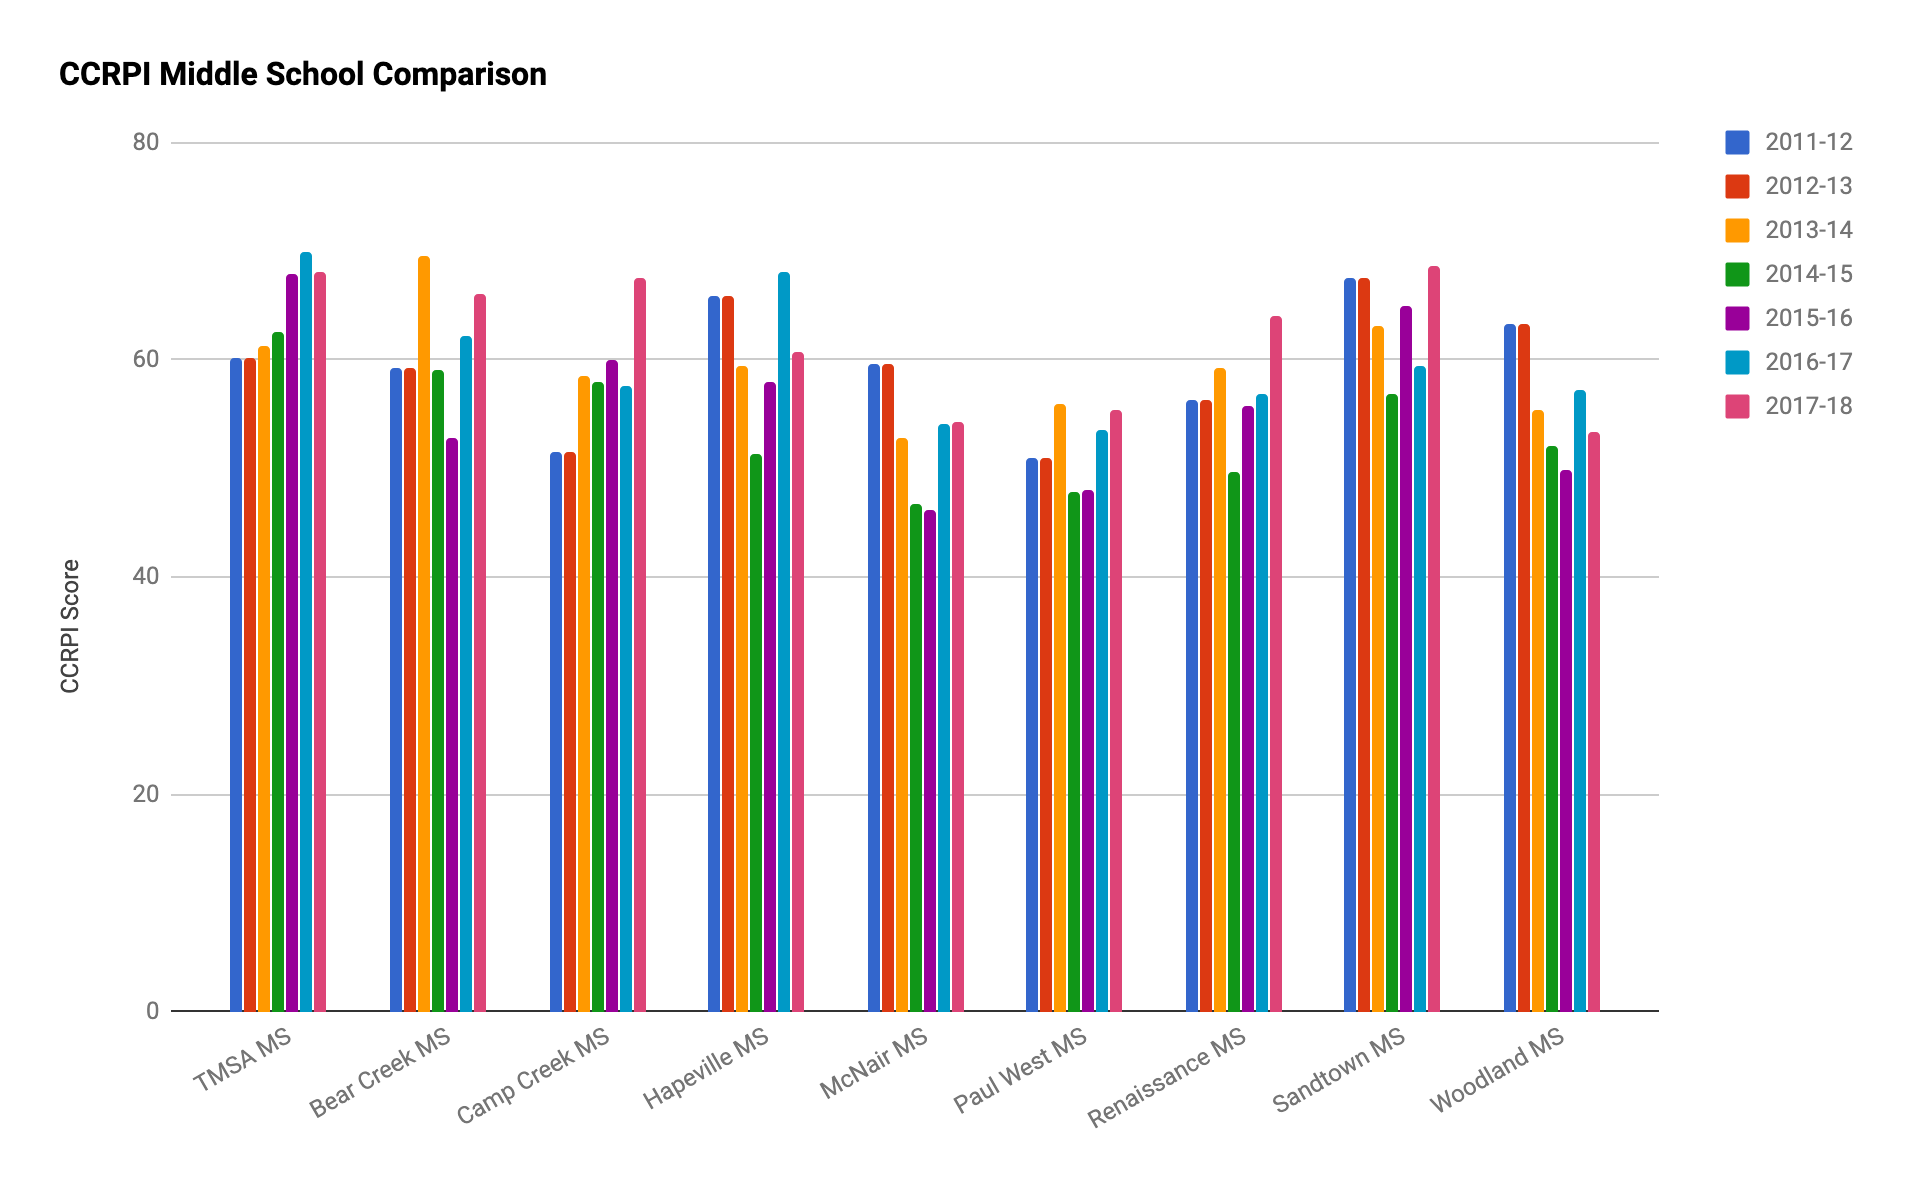 CCRPI Middle School Comparison
80
60
40
20
0
CCRPI Score
TMSA MS
Bear Creek MS
Camp Creek MS
Hapeville MS
McNair MS
Paul West MS
Renaissance MS
Sandtown MS
Woodland MS
2011-12
2012-13
2013-14
2014-15
2015-16
2016-17
2017-18